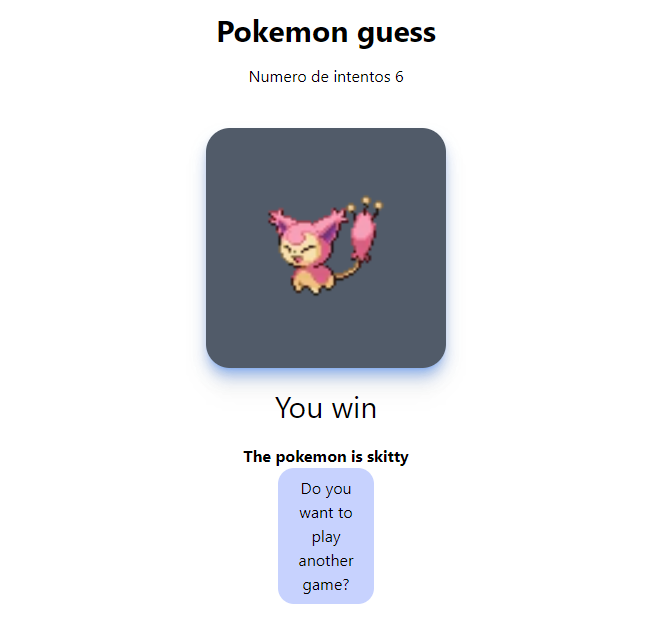 Pokemon guess
Numero de intentos 6
You win
The pokemon is skitty
Do you
want to
play
another
game?